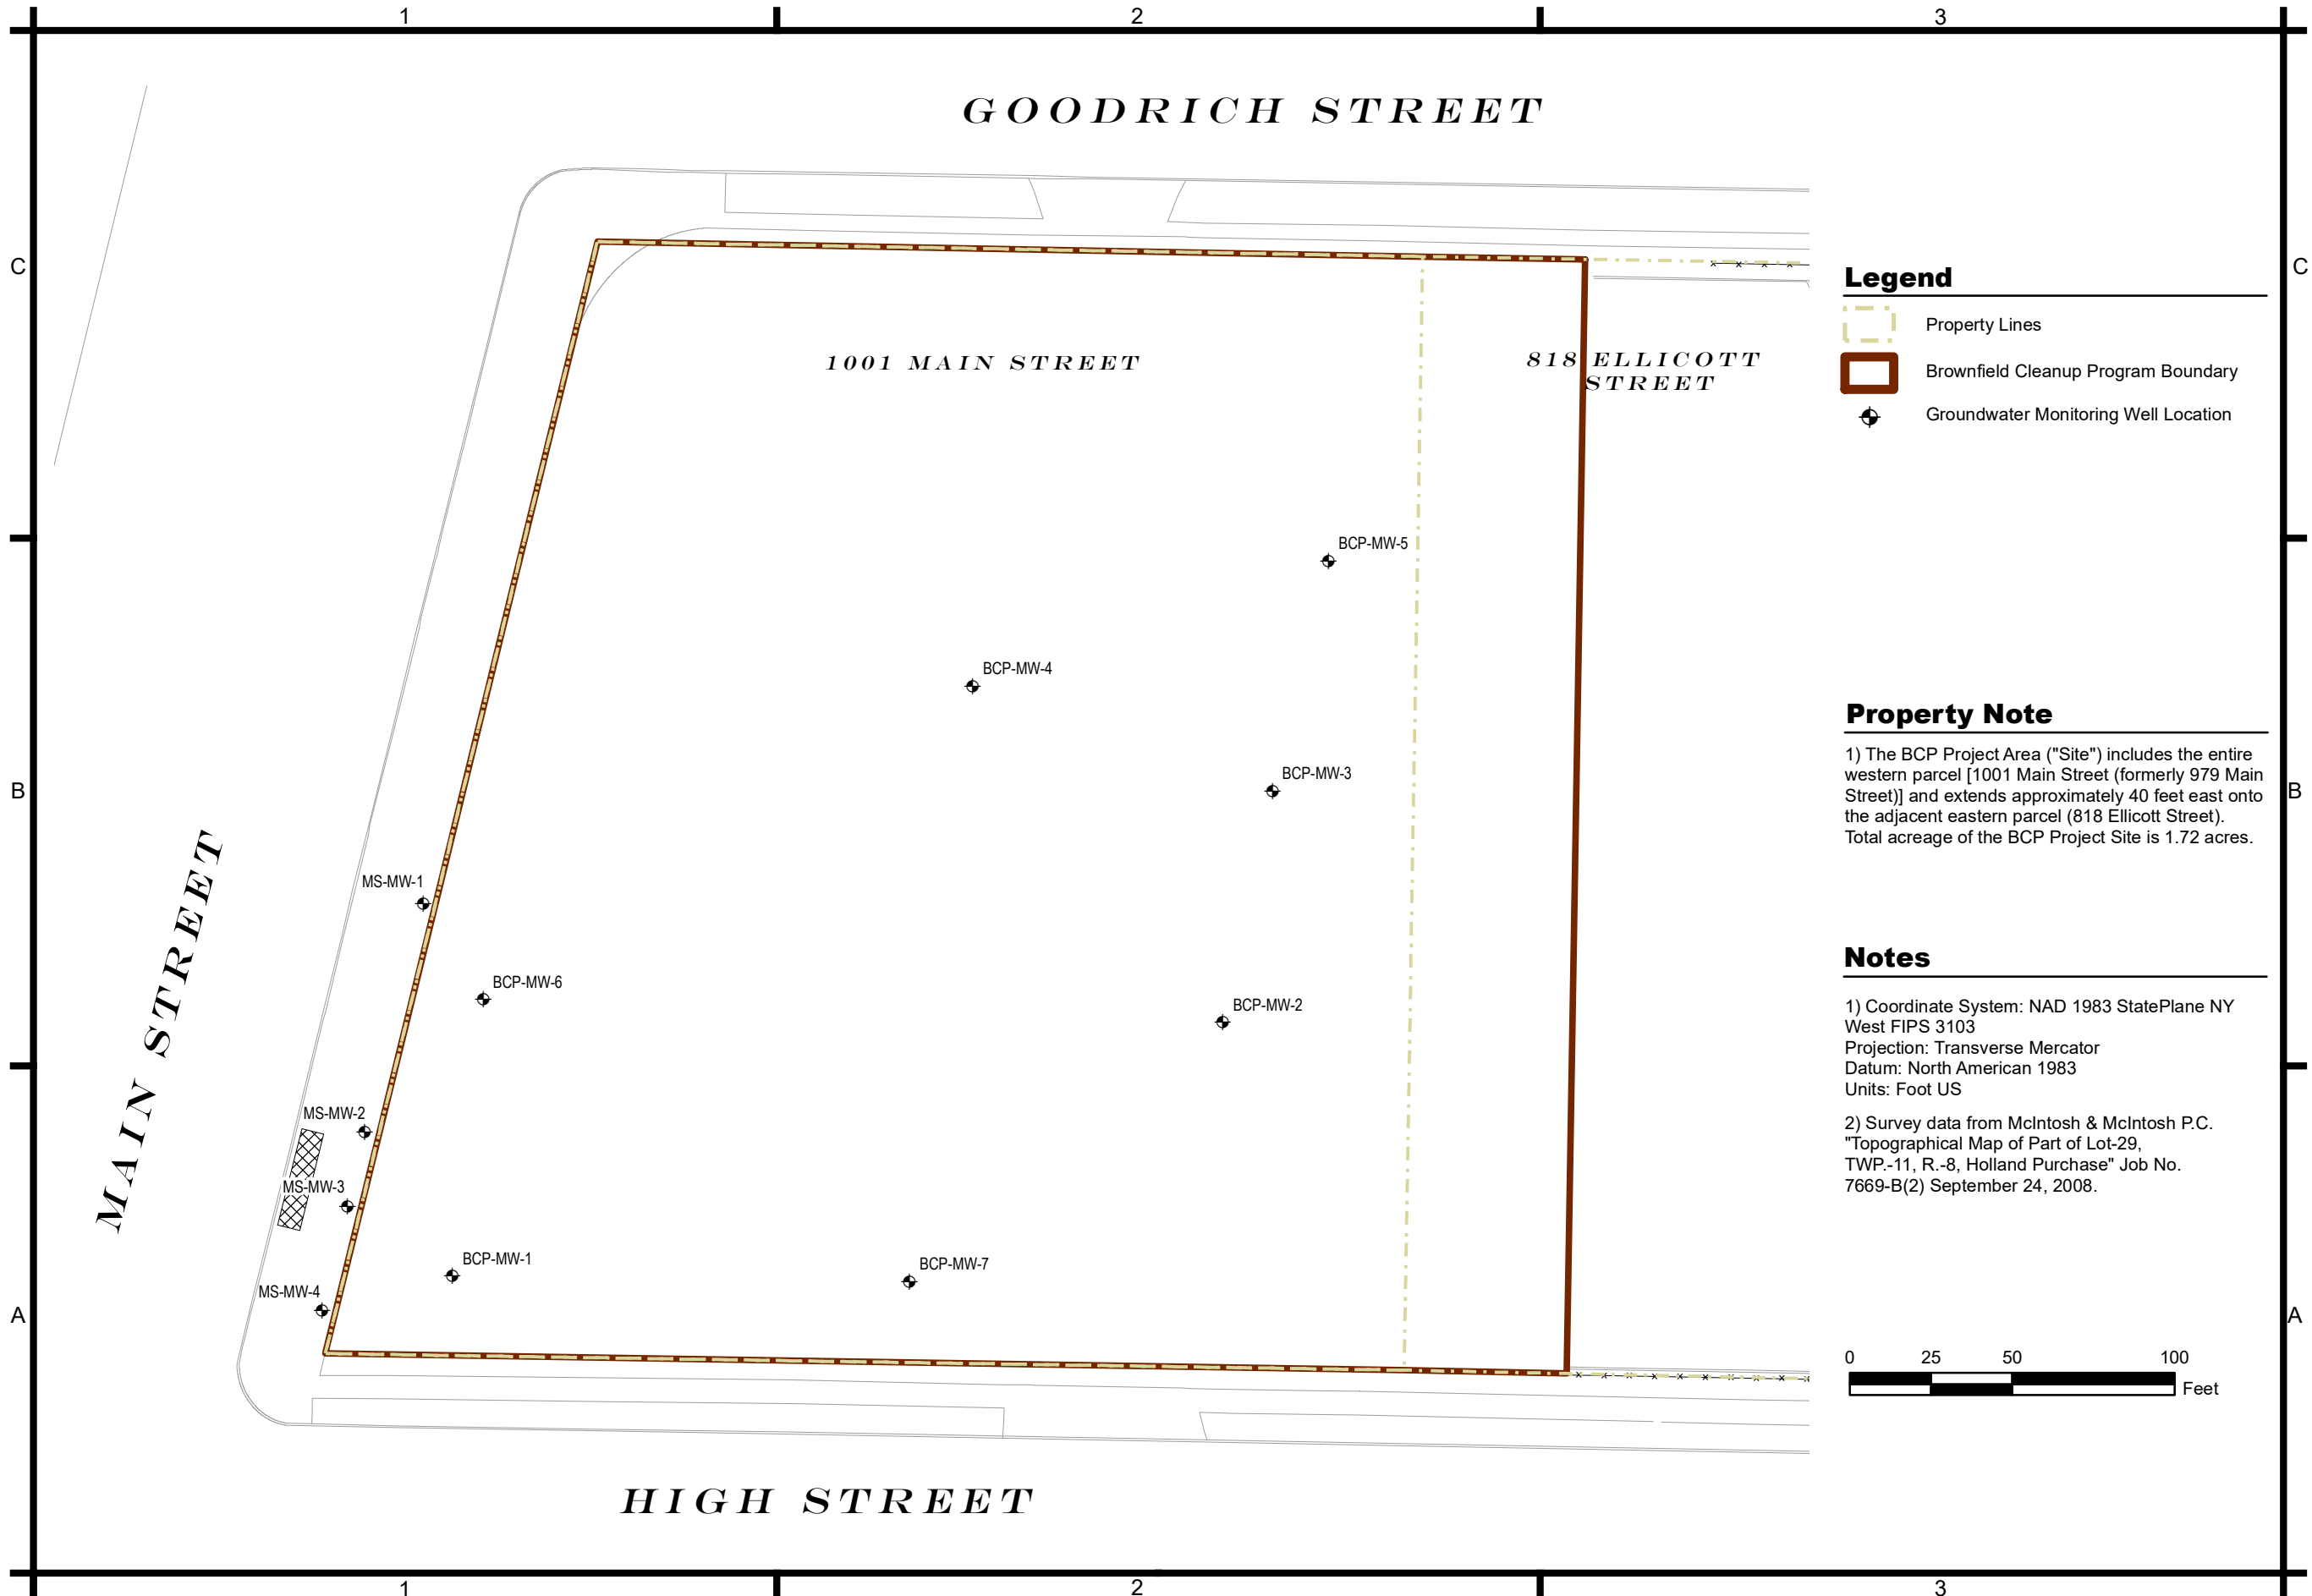 1
2
3
GOODRICH STREET
C
C
Legend
Property Lines
Brownfield Cleanup Program Boundary
Groundwater Monitoring Well Location
1001 MAIN STREET
818 ELLICOTT
STREET
BCP-MW-5
BCP-MW-4
BCP-MW-3
MS-MW-1
BCP-MW-6
BCP-MW-2
MS-MW-2
MS-MW-3
BCP-MW-1
BCP-MW-7
MS-MW-4
B
B
MAIN STREET
Property Note
1) The BCP Project Area ("Site") includes the entire
western parcel [1001 Main Street (formerly 979 Main
Street)] and extends approximately 40 feet east onto
the adjacent eastern parcel (818 Ellicott Street).
Total acreage of the BCP Project Site is 1.72 acres.
Notes
1) Coordinate System: NAD 1983 StatePlane NY
West FIPS 3103
Projection: Transverse Mercator
Datum: North American 1983
Units: Foot US
2) Survey data from McIntosh & McIntosh P.C.
"Topographical Map of Part of Lot-29,
TWP.-11, R.-8, Holland Purchase" Job No.
7669-B(2) September 24, 2008.
A
A
0 25 50 100
Feet
HIGH STREET
1
2
3